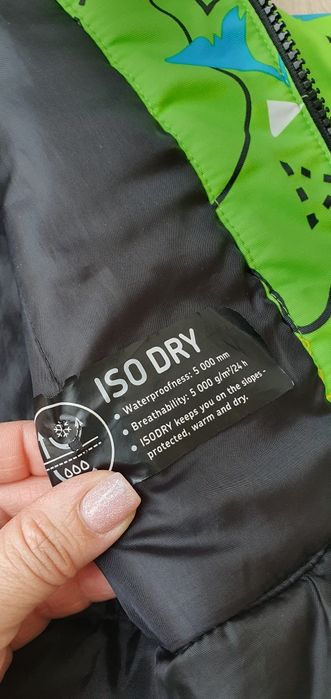 ISO DRY
• Waterproofness: 5 000 mm
• Breathability: 5 000 g/m²/24 h
• ISODRY keeps you on the slopes -
protected, warm and dry.